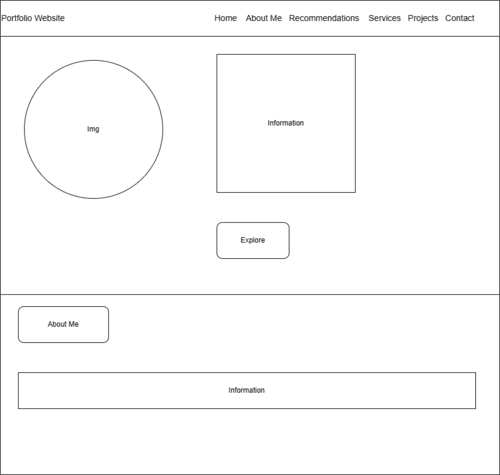 Portfolio Website Home About Me Recommendations Services Projects Contact
Img
Information
Explore
About Me
Information